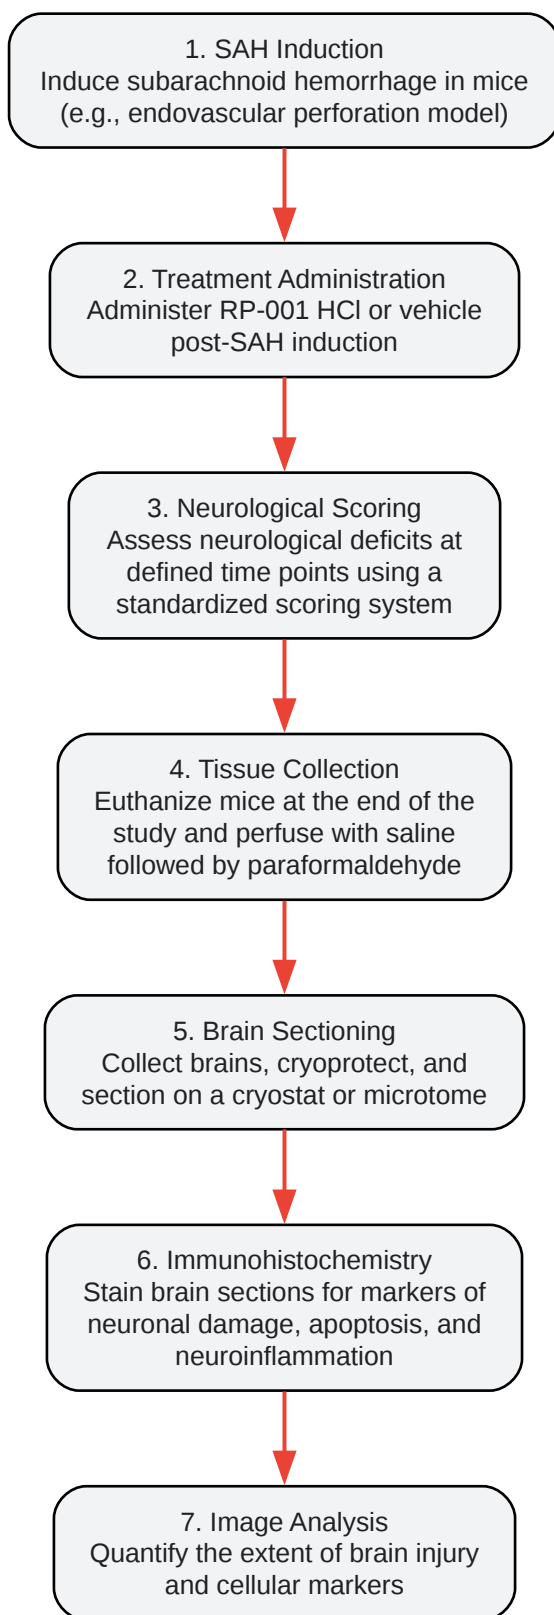 1. SAH Induction
Induce subarachnoid hemorrhage in mice
(e.g., endovascular perforation model)
2. Treatment Administration
Administer RP-001 HCl or vehicle
post-SAH induction
3. Neurological Scoring
Assess neurological deficits at
defined time points using a
standardized scoring system
4. Tissue Collection
Euthanize mice at the end of the
study and perfuse with saline
followed by paraformaldehyde
5. Brain Sectioning
Collect brains, cryoprotect, and
section on a cryostat or microtome
6. Immunohistochemistry
Stain brain sections for markers of
neuronal damage, apoptosis, and
neuroinflammation
7. Image Analysis
Quantify the extent of brain injury
and cellular markers